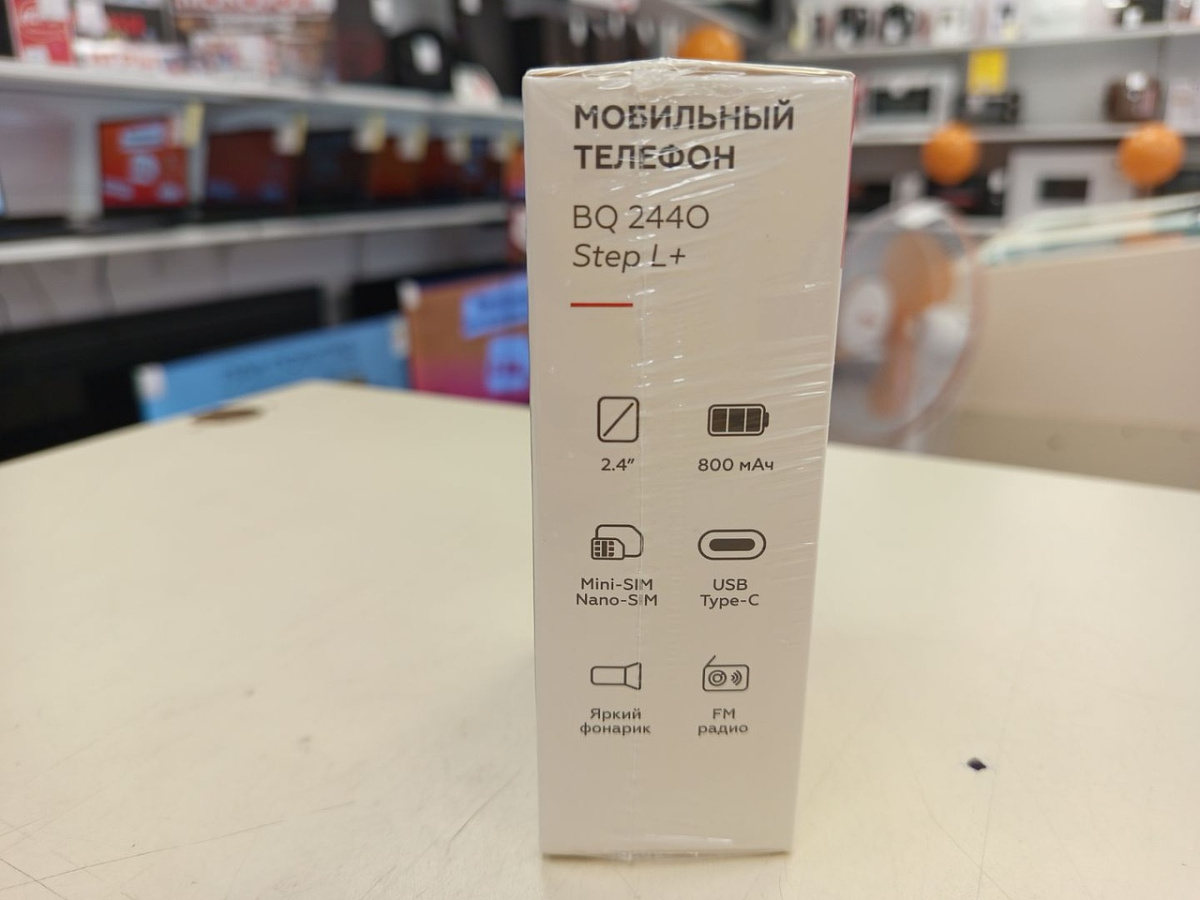 МОБИЛЬНЫЙ
ТЕЛЕФОН
BQ 2440
Step L+
2.4”
800 мАч
Mini-SIM
Nano-SIM
USB
Type-C
Яркий
фонарик
FM
радио